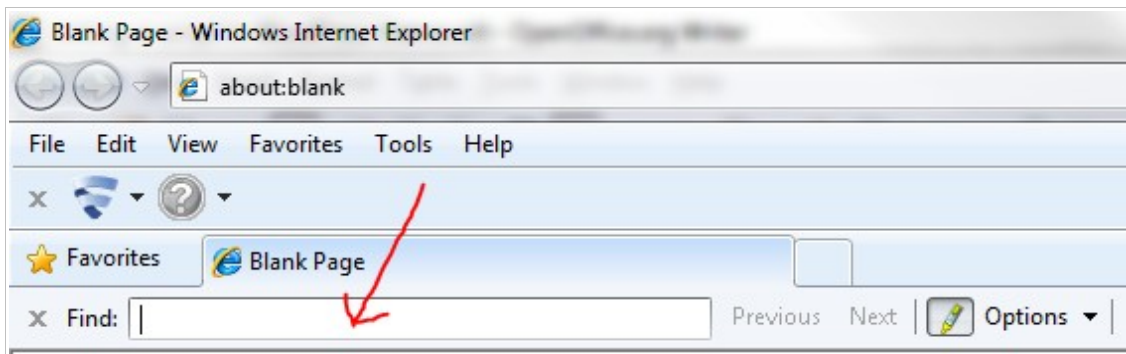 Blank Page - Windows Internet Explorer
about:blank
File Edit View Favorites Tools Help
x
Favorites Blank Page
x Find: Previous Next Options